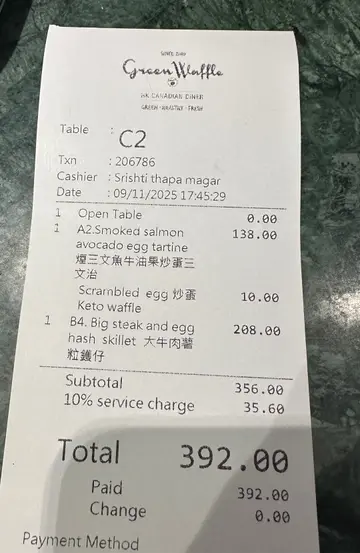 SINCE 2009
Green Waffle
HK CANADIAN DINER
GREEN · HEALTHY · FRESH
Table : C2
Txn : 206786
Cashier : Srishti thapa magar
Date : 09/11/2025 17:45:29
1 Open Table 0.00
1 A2.Smoked salmon 138.00
avocado egg tartine
煙三文魚牛油果炒蛋三
文治
Scrambled egg 炒蛋 10.00
Keto waffle
1 B4. Big steak and egg 208.00
hash skillet 大牛肉薯
粒鑊仔
Subtotal 356.00
10% service charge 35.60
Total 392.00
Paid 392.00
Change 0.00
Payment Method